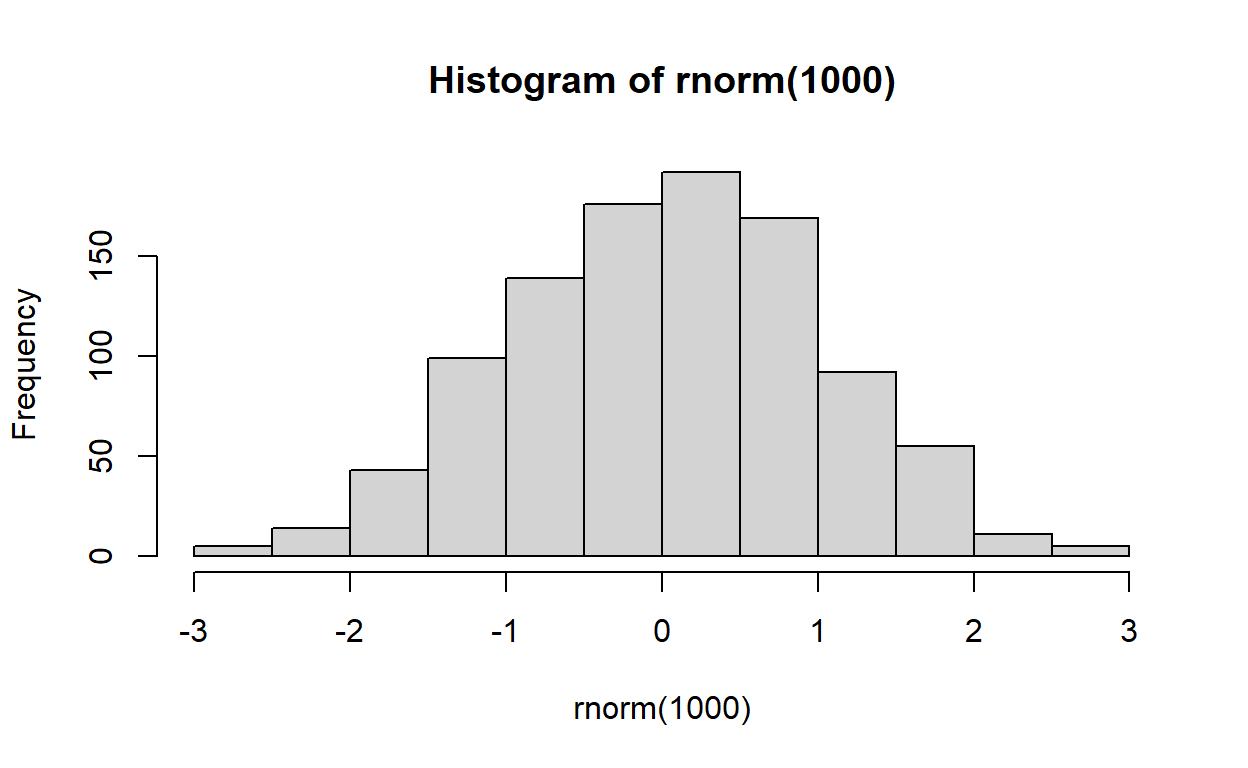 Histogram of rnorm(1000)
Frequency
150
100
50
0
-3 -2 -1 0 1 2 3
rnorm(1000)